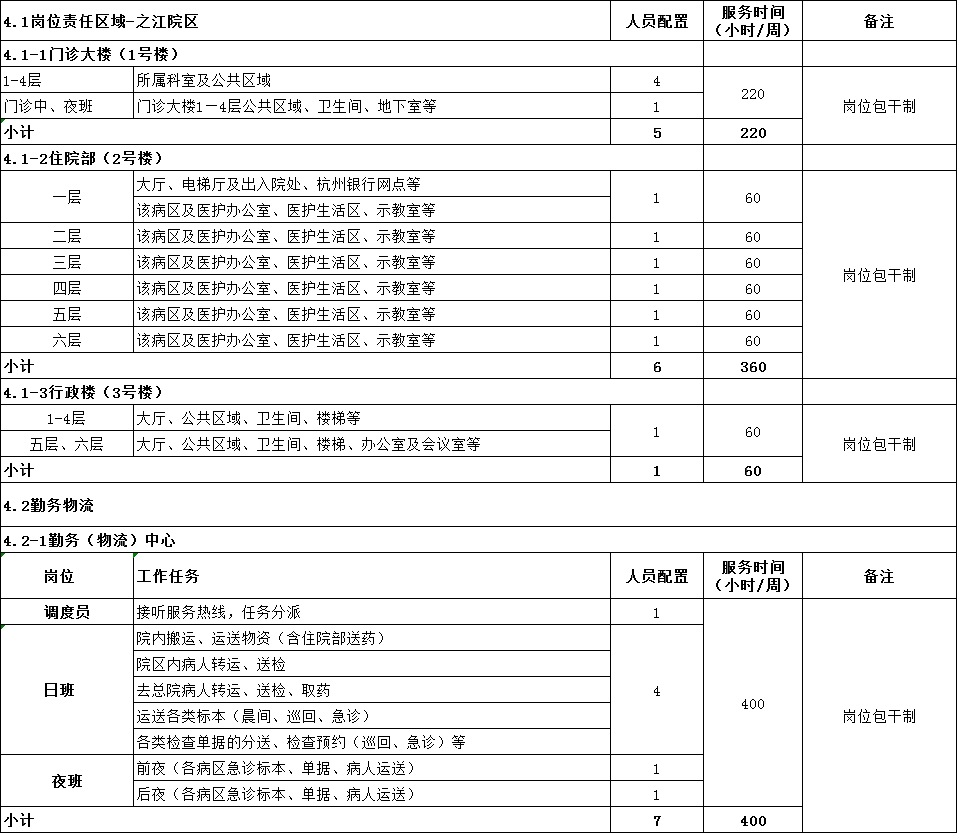 4.1岗位责任区域-之江院区 人员配置 服务时间（小时/周） 备注
4.1-1门诊大楼（1号楼）
1-4层 所属科室及公共区域 4 220 岗位包干制
门诊中、夜班 门诊大楼1－4层公共区域、卫生间、地下室等 1
小计 5 220
4.1-2住院部（2号楼）
一层 大厅、电梯厅及出入院处、杭州银行网点等 1 60 岗位包干制
该病区及医护办公室、医护生活区、示教室等
二层 该病区及医护办公室、医护生活区、示教室等 1 60
三层 该病区及医护办公室、医护生活区、示教室等 1 60
四层 该病区及医护办公室、医护生活区、示教室等 1 60
五层 该病区及医护办公室、医护生活区、示教室等 1 60
六层 该病区及医护办公室、医护生活区、示教室等 1 60
小计 6 360
4.1-3行政楼（3号楼）
1-4层 大厅、公共区域、卫生间、楼梯等 1 60 岗位包干制
五层、六层 大厅、公共区域、卫生间、楼梯、办公室及会议室等
小计 1 60
4.2勤务物流
4.2-1勤务（物流）中心
岗位 工作任务 人员配置 服务时间（小时/周） 备注
调度员 接听服务热线，任务分派 1 400 岗位包干制
日班 院内搬运、运送物资（含住院部送药） 4
院区内病人转运、送检
去总院病人转运、送检、取药
运送各类标本（晨间、巡回、急诊）
各类检查单据的分送、检查预约（巡回、急诊）等
夜班 前夜（各病区急诊标本、单据、病人运送） 1
后夜（各病区急诊标本、单据、病人运送） 1
小计 7 400